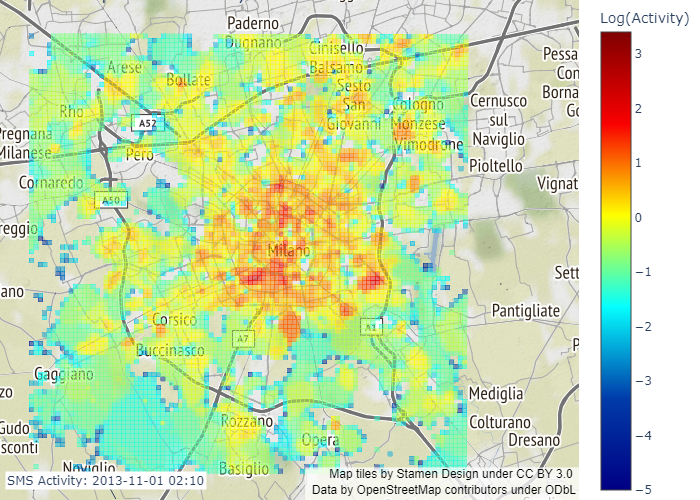 Log(Activity)
3
2
1
0
−1
−2
−3
−4
−5
Paderno
Dugnano
Cinisello
Balsamo
Sesto
San
Giovanni
Arese
Bollate
Rho
A52
Pero
Pregnana
Milanese
Cornaredo
A50
reggio
ano
Cologno
Monzese
Vimodrone
Cernusco
sul
Naviglio
Pioltello
Pessa
Con
Borna
Go
Vignat
Milano
Sett
Pantigliate
P
Corsico
Buccinasco
A7
A1
Gaggiano
zo
Gudo
sconti
Noviglio
Rozzano
Opera
Basiglio
Mediglia
Colturano
Dresano
SMS Activity: 2013-11-01 02:10
Map tiles by Stamen Design under CC BY 3.0
Data by OpenStreetMap contributors under ODbL